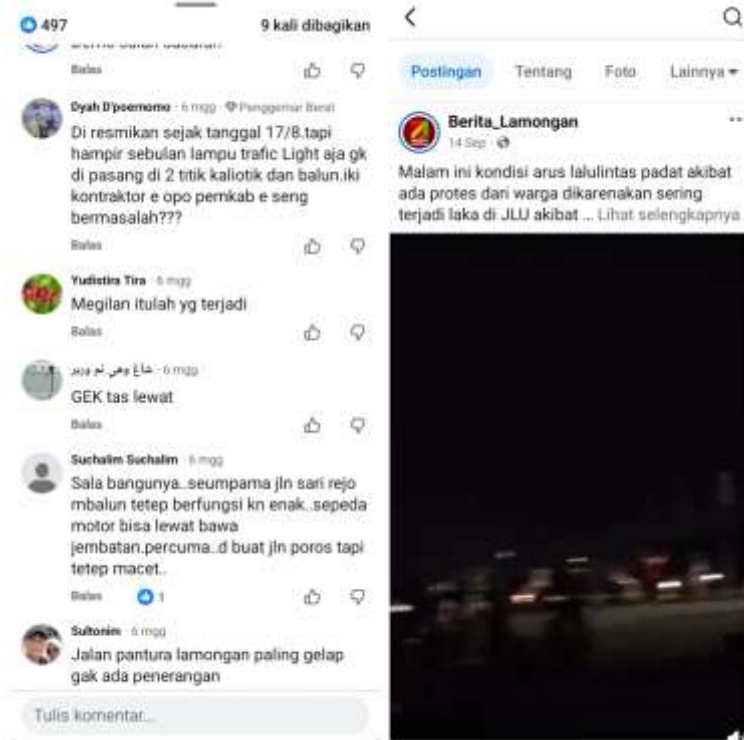 497
9 kali dibagikan
Balas
Dyah D'poernomo · 6 mgg · Penggemar Berat
Di resmikan sejak tanggal 17/8.tapi
hampir sebulan lampu trafic Light aja gk
di pasang di 2 titik kaliotik dan balun.iki
kontraktor e opo pemkab e seng
bermasalah???
Balas
Yudistira Tira · 6 mgg
Megilan itulah yg terjadi
Balas
6 mgg
GEK tas lewat
Balas
Suchalim Suchalim · 6 mgg
Sala bangunya..seumpama jln sari rejo
mbalun tetep berfungsi kn enak..sepeda
motor bisa lewat bawa
jembatan.percuma..d buat jln poros tapi
tetep macet..
Balas
1
Sultonim · 6 mgg
Jalan pantura lamongan paling gelap
gak ada penerangan
Tulis komentar...
Postingan
Tentang
Foto
Lainnya
Berita_Lamongan
14 Sep
Malam ini kondisi arus lalulintas padat akibat
ada protes dari warga dikarenakan sering
terjadi laka di JLU akibat ... Lihat selengkapnya